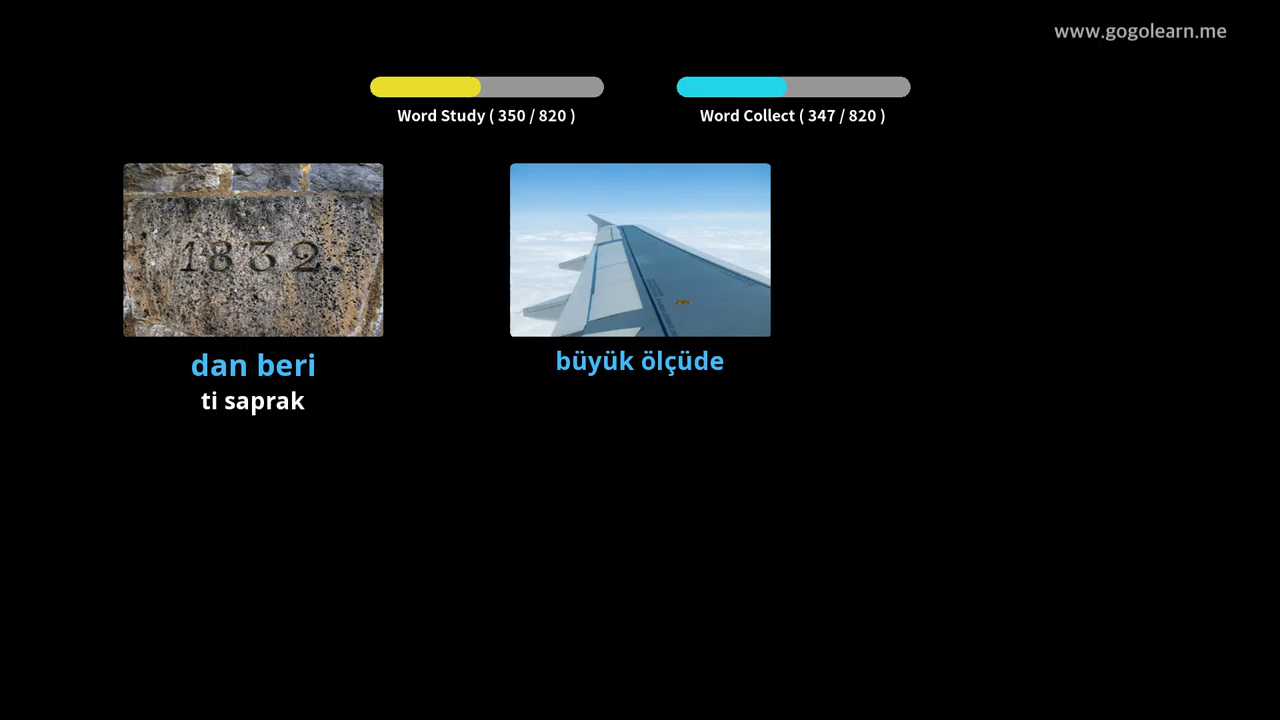 www.gogolearn.me
Word Study ( 350 / 820 )
Word Collect ( 347 / 820 )
1832.
dan beri
ti saprak
büyük ölçüde